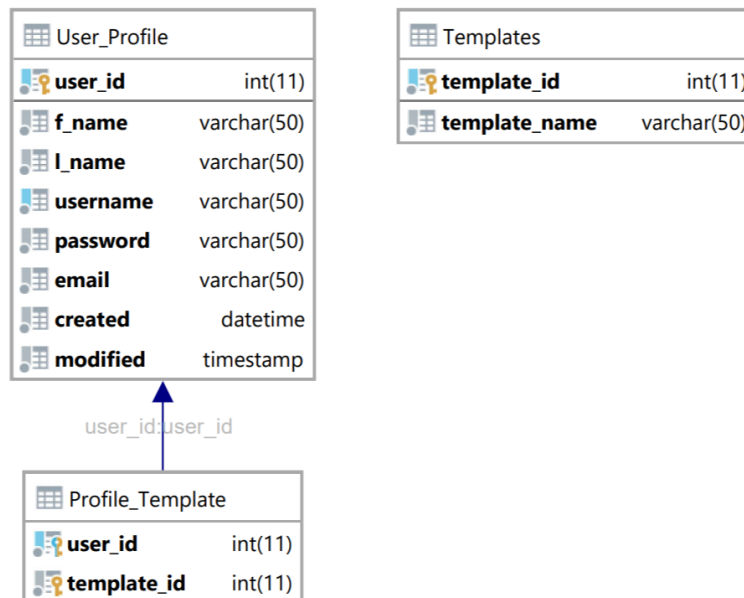 User_Profile
user_id int(11)
f_name varchar(50)
l_name varchar(50)
username varchar(50)
password varchar(50)
email varchar(50)
created datetime
modified timestamp
Templates
template_id int(11)
template_name varchar(50)
user_id:user_id
Profile_Template
user_id int(11)
template_id int(11)